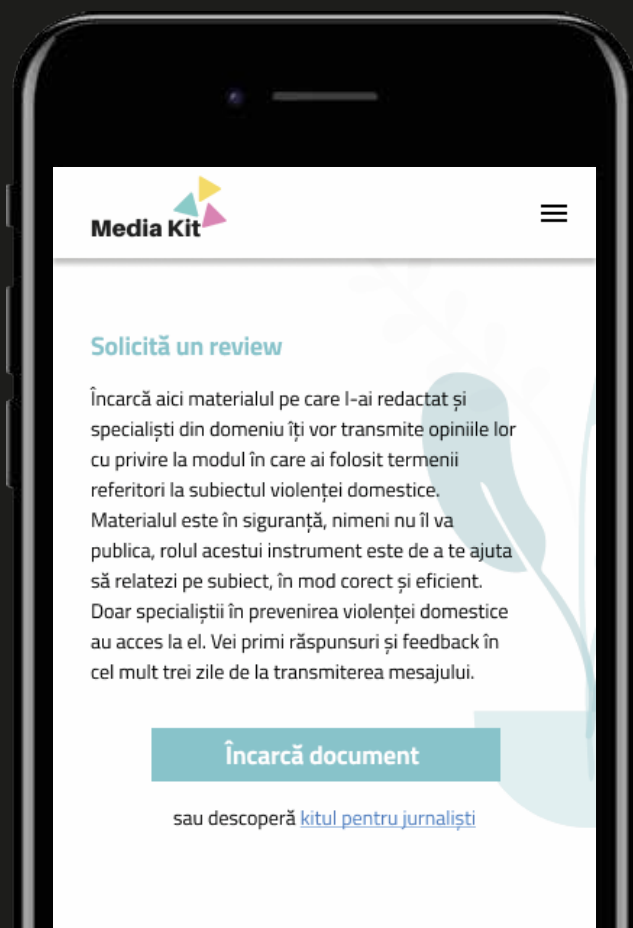 Media Kit
Solicită un review
Încarcă aici materialul pe care l-ai redactat și
specialiști din domeniu îți vor transmite opiniile lor
cu privire la modul în care ai folosit termenii
referitori la subiectul violenței domestice.
Materialul este în siguranță, nimeni nu îl va
publica, rolul acestui instrument este de a te ajuta
să relatezi pe subiect, în mod corect și eficient.
Doar specialiștii în prevenirea violenței domestice
au acces la el. Vei primi răspunsuri și feedback în
cel mult trei zile de la transmiterea mesajului.
Încarcă document
sau descoperă kitul pentru jurnaliști